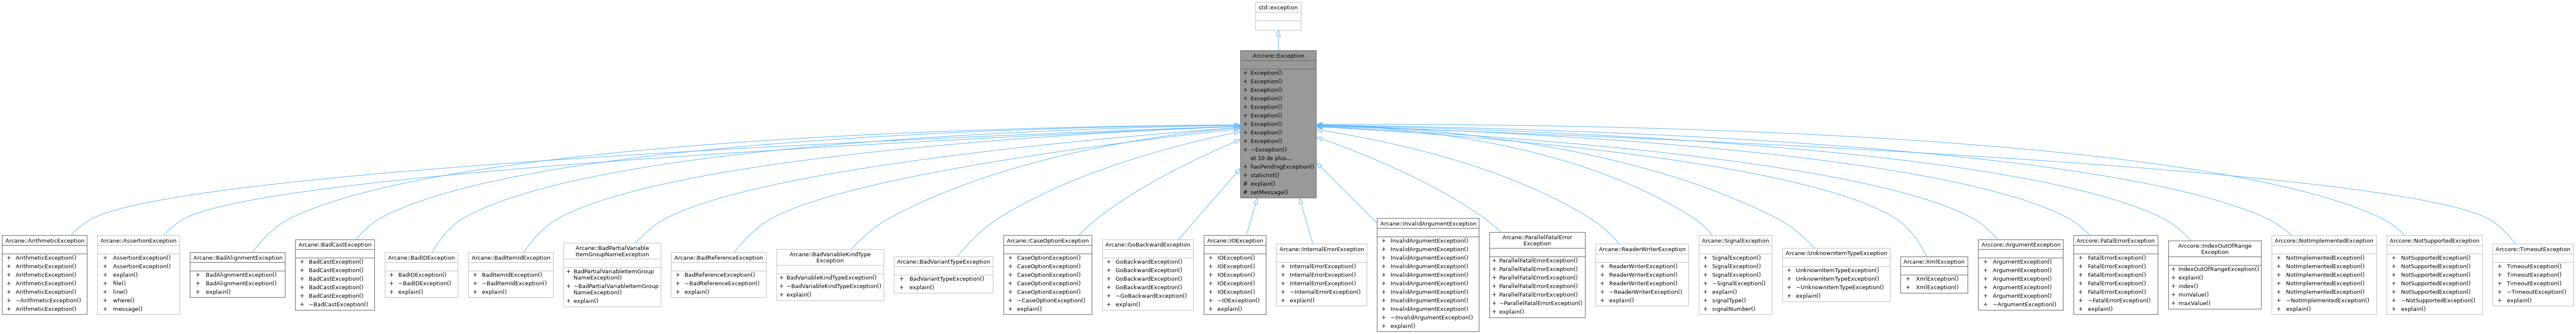 std::exception
Arccore::Exception
+ Exception()
+ Exception()
+ Exception()
+ Exception()
+ Exception()
+ Exception()
+ Exception()
+ Exception()
+ Exception()
+ ~Exception()
et 10 de plus...
+ hasPendingException()
+ staticInit()
# explain()
# setMessage()
Arcane::ArithmeticException
+ ArithmeticException()
+ ArithmeticException()
+ ArithmeticException()
+ ArithmeticException()
+ ArithmeticException()
+ ~ArithmeticException()
+ ArithmeticException()
Arcane::AssertionException
+ AssertionException()
+ AssertionException()
+ explain()
+ file()
+ line()
+ where()
+ message()
Arcane::BadAlignmentException
+ BadAlignmentException()
+ BadAlignmentException()
+ explain()
Arcane::BadCastException
+ BadCastException()
+ BadCastException()
+ BadCastException()
+ BadCastException()
+ BadCastException()
+ ~BadCastException()
Arcane::BadIDException
+ BadIDException()
+ ~BadIDException()
+ explain()
Arcane::BadItemIdException
+ BadItemIdException()
+ ~BadItemIdException()
+ explain()
Arcane::BadPartialVariable
ItemGroupNameException
+ BadPartialVariableItemGroup
NameException()
+ ~BadPartialVariableItemGroup
NameException()
+ explain()
Arcane::BadReferenceException
+ BadReferenceException()
+ ~BadReferenceException()
+ explain()
Arcane::BadVariableKindType
Exception
+ BadVariableKindTypeException()
+ ~BadVariableKindTypeException()
+ explain()
Arcane::BadVariantTypeException
+ BadVariantTypeException()
+ explain()
Arcane::CaseOptionException
+ CaseOptionException()
+ CaseOptionException()
+ CaseOptionException()
+ CaseOptionException()
+ CaseOptionException()
+ ~CaseOptionException()
+ explain()
Arcane::GoBackwardException
+ GoBackwardException()
+ GoBackwardException()
+ GoBackwardException()
+ GoBackwardException()
+ ~GoBackwardException()
+ explain()
Arcane::IOException
+ IOException()
+ IOException()
+ IOException()
+ IOException()
+ IOException()
+ ~IOException()
+ explain()
Arcane::InternalErrorException
+ InternalErrorException()
+ InternalErrorException()
+ InternalErrorException()
+ ~InternalErrorException()
+ explain()
Arcane::InvalidArgumentException
+ InvalidArgumentException()
+ InvalidArgumentException()
+ InvalidArgumentException()
+ InvalidArgumentException()
+ InvalidArgumentException()
+ InvalidArgumentException()
+ InvalidArgumentException()
+ InvalidArgumentException()
+ InvalidArgumentException()
+ ~InvalidArgumentException()
+ explain()
Arcane::ParallelFatalError
Exception
+ ParallelFatalErrorException()
+ ParallelFatalErrorException()
+ ParallelFatalErrorException()
+ ParallelFatalErrorException()
+ ParallelFatalErrorException()
+ ~ParallelFatalErrorException()
+ explain()
Arcane::ReaderWriterException
+ ReaderWriterException()
+ ReaderWriterException()
+ ReaderWriterException()
+ ~ReaderWriterException()
+ explain()
Arcane::SignalException
+ SignalException()
+ SignalException()
+ SignalException()
+ ~SignalException()
+ explain()
+ signalType()
+ signalNumber()
Arcane::UnknownItemTypeException
+ UnknownItemTypeException()
+ UnknownItemTypeException()
+ ~UnknownItemTypeException()
+ explain()
Arcane::XmlException
+ XmlException()
+ XmlException()
Arccore::ArgumentException
+ ArgumentException()
+ ArgumentException()
+ ArgumentException()
+ ArgumentException()
+ ArgumentException()
+ ~ArgumentException()
Arccore::FatalErrorException
+ FatalErrorException()
+ FatalErrorException()
+ FatalErrorException()
+ FatalErrorException()
+ FatalErrorException()
+ ~FatalErrorException()
+ explain()
Arccore::IndexOutOfRange
Exception
+ IndexOutOfRangeException()
+ explain()
+ index()
+ minValue()
+ maxValue()
Arccore::NotImplementedException
+ NotImplementedException()
+ NotImplementedException()
+ NotImplementedException()
+ NotImplementedException()
+ NotImplementedException()
+ ~NotImplementedException()
+ explain()
Arccore::NotSupportedException
+ NotSupportedException()
+ NotSupportedException()
+ NotSupportedException()
+ NotSupportedException()
+ NotSupportedException()
+ ~NotSupportedException()
+ explain()
Arccore::TimeoutException
+ TimeoutException()
+ TimeoutException()
+ TimeoutException()
+ ~TimeoutException()
+ explain()